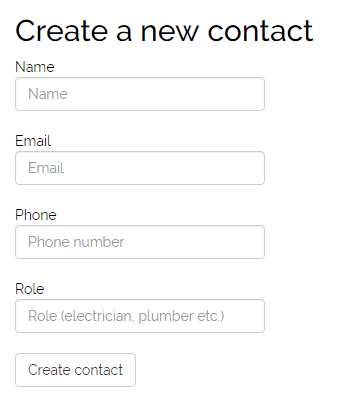 Create a new contact
Name
Name
Email
Email
Phone
Phone number
Role
Role (electrician, plumber etc.)
Create contact